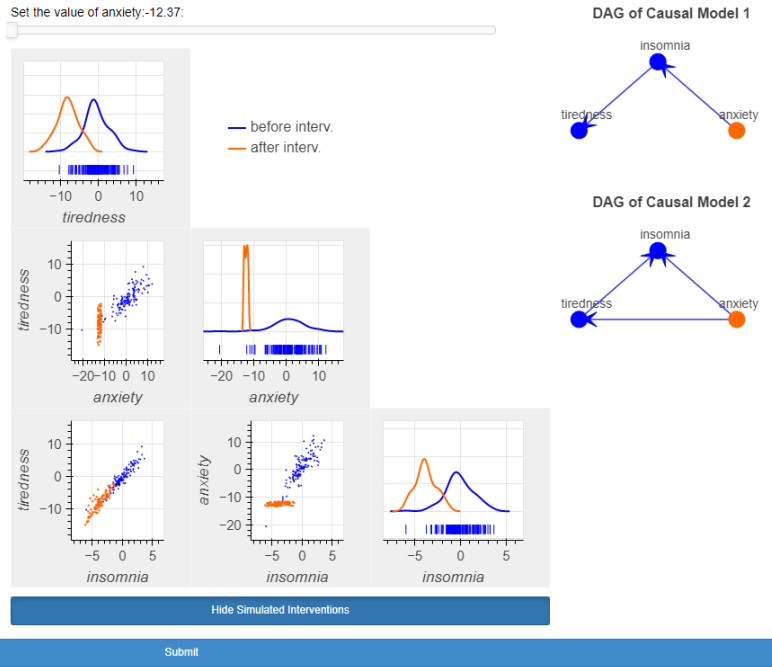 Set the value of anxiety:-12.37:
before interv.
after interv.
−10 0 10
tiredness
tiredness
10
0
−10
−20 −10 0 10
anxiety
−20 −10 0 10
anxiety
tiredness
10
0
−10
−5 0 5
insomnia
anxiety
10
0
−10
−20
−5 0 5
insomnia
−5 0 5
insomnia
Hide Simulated Interventions
Submit
DAG of Causal Model 1
insomnia
tiredness anxiety
DAG of Causal Model 2
insomnia
tiredness anxiety